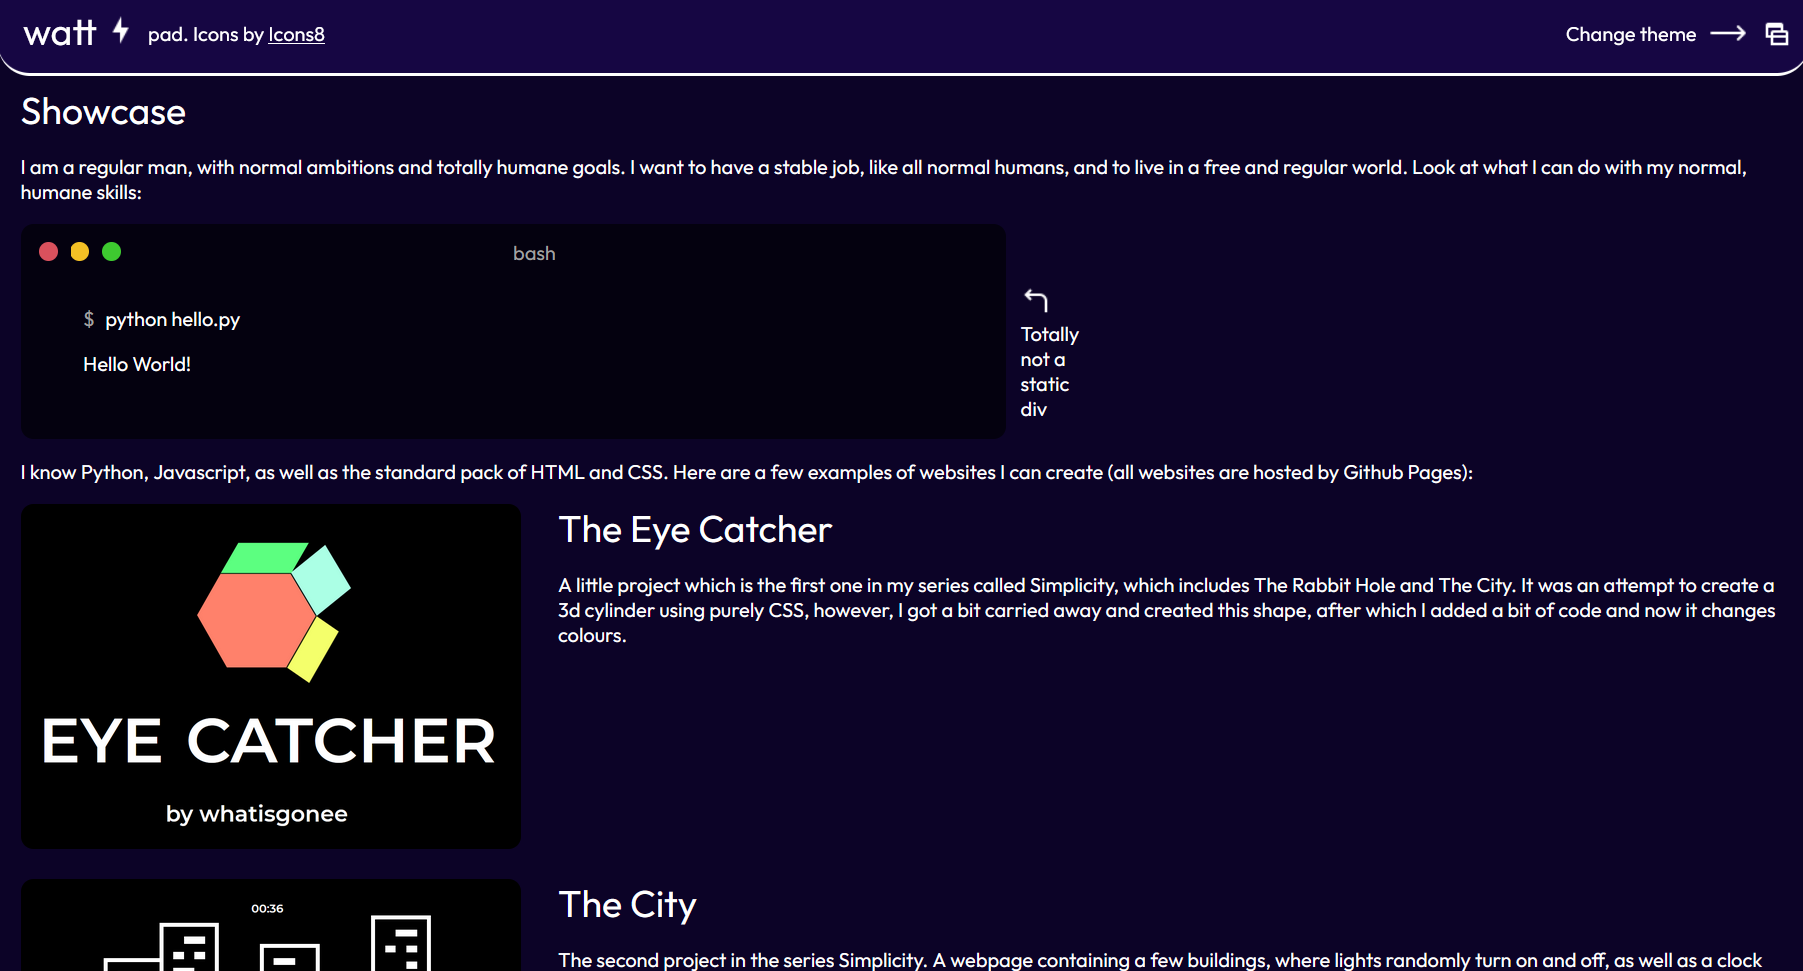 watt pad. Icons by Icons8
Change theme
Showcase
I am a regular man, with normal ambitions and totally humane goals. I want to have a stable job, like all normal humans, and to live in a free and regular world. Look at what I can do with my normal,
humane skills:
bash
$ python hello.py
Hello World!
Totally
not a
static
div
I know Python, Javascript, as well as the standard pack of HTML and CSS. Here are a few examples of websites I can create (all websites are hosted by Github Pages):
EYE CATCHER
by whatisgonee
The Eye Catcher
A little project which is the first one in my series called Simplicity, which includes The Rabbit Hole and The City. It was an attempt to create a
3d cylinder using purely CSS, however, I got a bit carried away and created this shape, after which I added a bit of code and now it changes
colours.
00:36
The City
The second project in the series Simplicity. A webpage containing a few buildings, where lights randomly turn on and off, as well as a clock